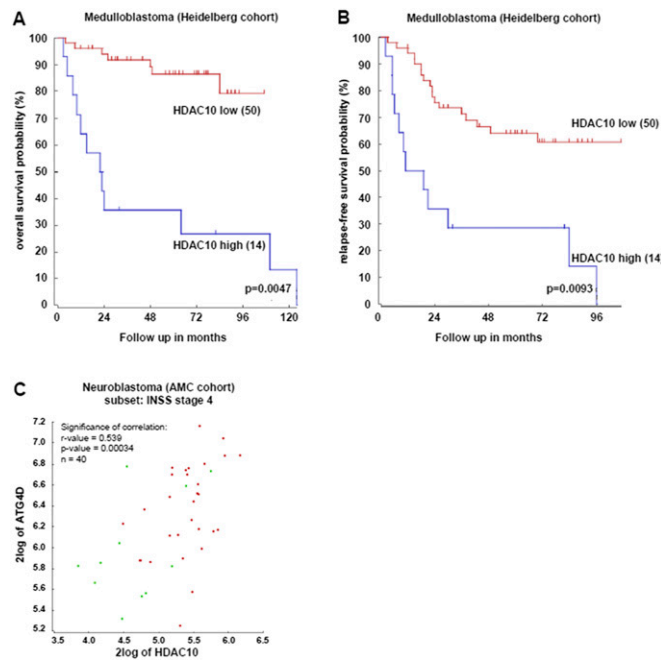 A
Medulloblastoma (Heidelberg cohort)
overall survival probability (%)
100
90
80
70
60
50
40
30
20
10
0
HDAC10 low (50)
HDAC10 high (14)
p=0.0047
0 24 48 72 96 120
Follow up in months
B
Medulloblastoma (Heidelberg cohort)
relapse-free survival probability (%)
100
90
80
70
60
50
40
30
20
10
0
HDAC10 low (50)
HDAC10 high (14
p=0.0093
0 24 48 72 96
Follow up in months
C
Neuroblastoma (AMC cohort)
subset: INSS stage 4
Significance of correlation:
r-value = 0.539
p-value = 0.00034
n = 40
2log of ATG4D
7.2
7.0
6.8
6.6
6.4
6.2
6.0
5.8
5.6
5.4
5.2
3.5 4.0 4.5 5.0 5.5 6.0 6.5
2log of HDAC10